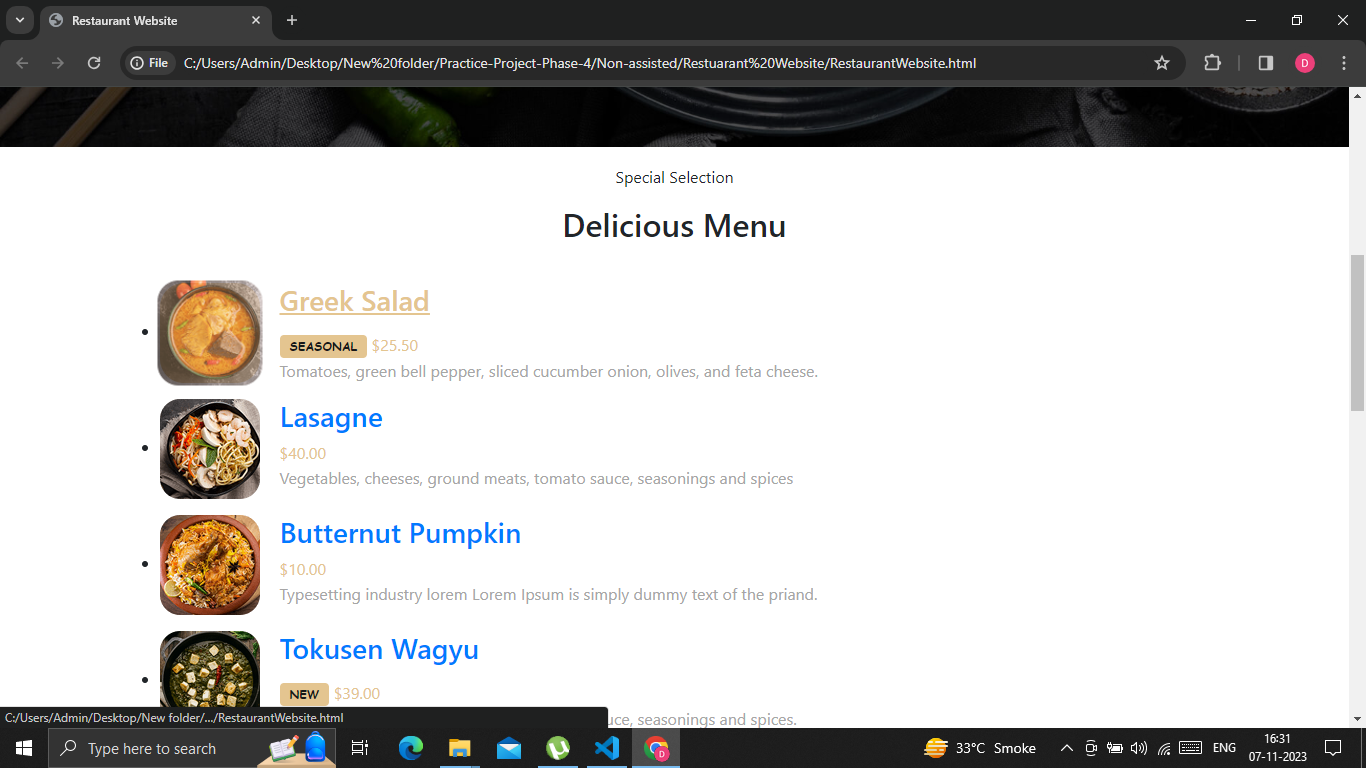 Restaurant Website
File
C:/Users/Admin/Desktop/New%20folder/Practice-Project-Phase-4/Non-assisted/Restuarant%20Website/RestaurantWebsite.html
D
Special Selection
Delicious Menu
Greek Salad
SEASONAL $25.50
Tomatoes, green bell pepper, sliced cucumber onion, olives, and feta cheese.
Lasagne
$40.00
Vegetables, cheeses, ground meats, tomato sauce, seasonings and spices
Butternut Pumpkin
$10.00
Typesetting industry lorem Lorem Ipsum is simply dummy text of the priand.
Tokusen Wagyu
NEW $39.00
uce, seasonings and spices.
C:/Users/Admin/Desktop/New folder/.../RestaurantWebsite.html
Type here to search
D
33°C Smoke
ENG
16:31
07-11-2023